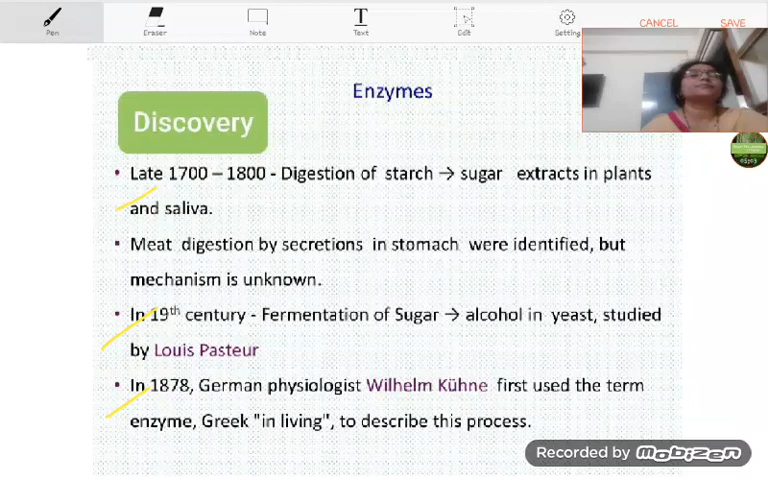 CANCEL SAVE
Pen Eraser Note Text Edit Setting
Enzymes
Discovery
05:03
• Late 1700 – 1800 - Digestion of starch → sugar extracts in plants
and saliva.
• Meat digestion by secretions in stomach were identified, but
mechanism is unknown.
• In 19th century - Fermentation of Sugar → alcohol in yeast, studied
by Louis Pasteur
• In 1878, German physiologist Wilhelm Kühne first used the term
enzyme, Greek "in living", to describe this process.
Recorded by Mobizen